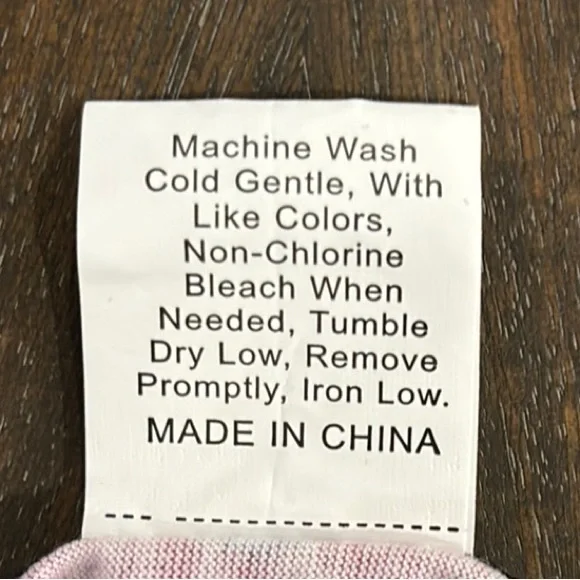 Machine Wash
Cold Gentle, With
Like Colors,
Non-Chlorine
Bleach When
Needed, Tumble
Dry Low, Remove
Promptly, Iron Low.
MADE IN CHINA